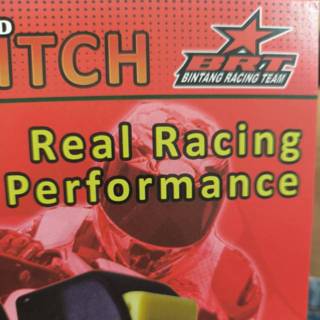 D
ITCH
BRT
BINTANG RACING TEAM
Real Racing
Performance